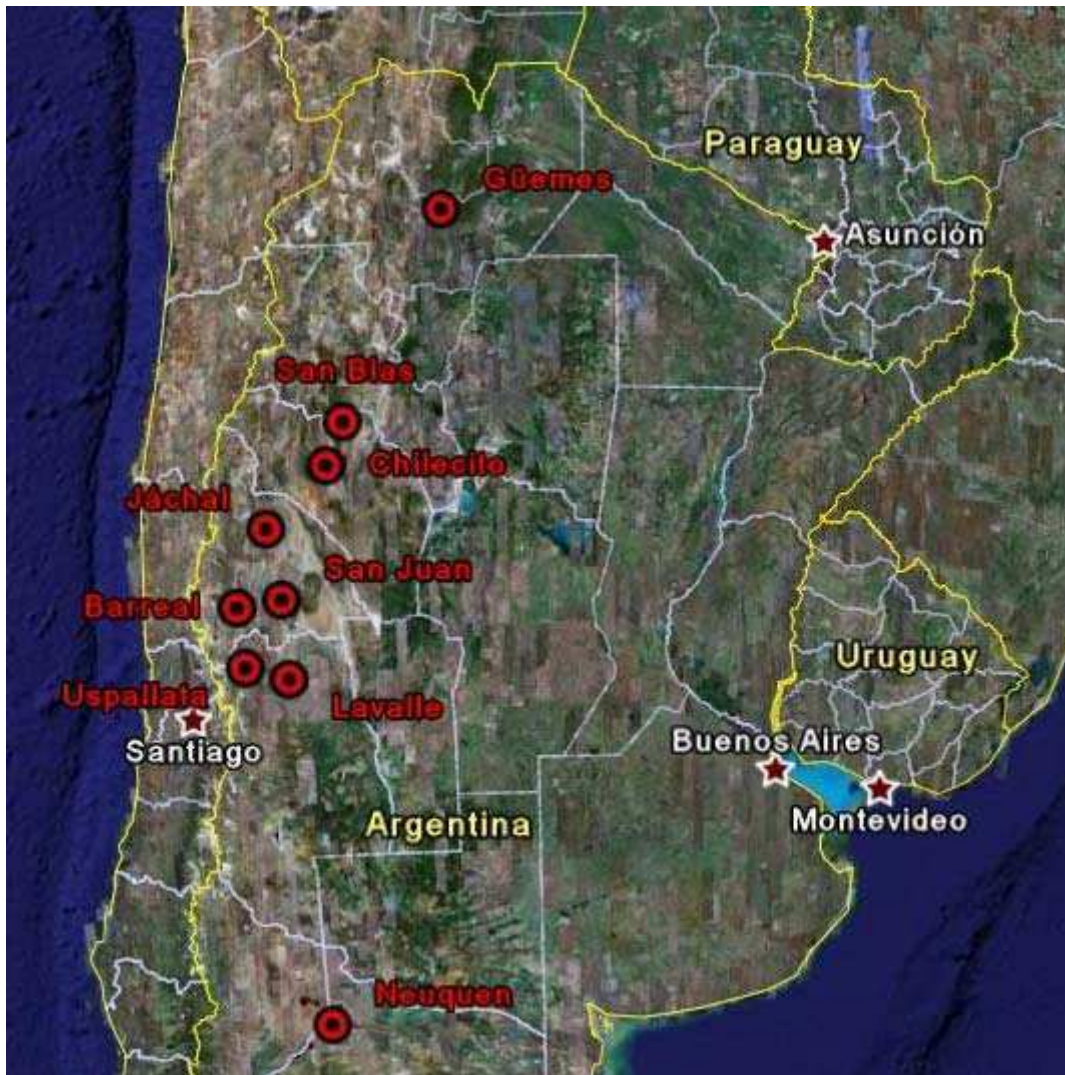 Paraguay
Güemes
Asunción
San Blas
Chilecito
Jáchal
San Juan
Barreal
Uruguay
Uspallata
Lavalle
Santiago
Buenos Aires
Argentina
Montevideo
Neuquen